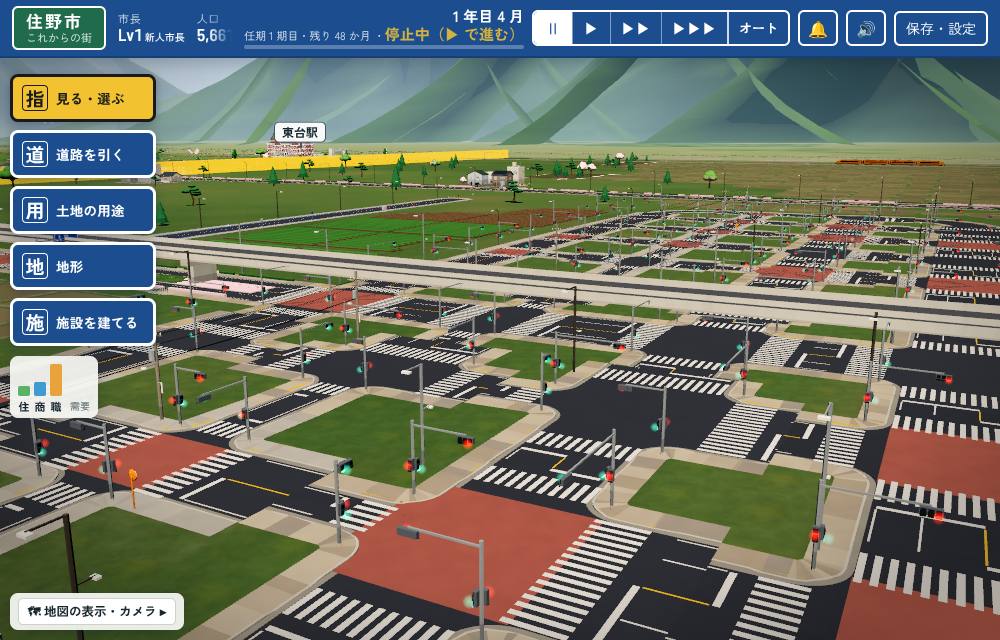 住野市
これからの街
市長
Lv1 新人市長
人口
5,66
1年目4月
任期1期目・残り48か月・停止中（▶ で進む）
オート
保存・設定
指 見る・選ぶ
道 道路を引く
用 土地の用途
地 地形
施 施設を建てる
住 商 職 需要
東台駅
地図の表示・カメラ ▸